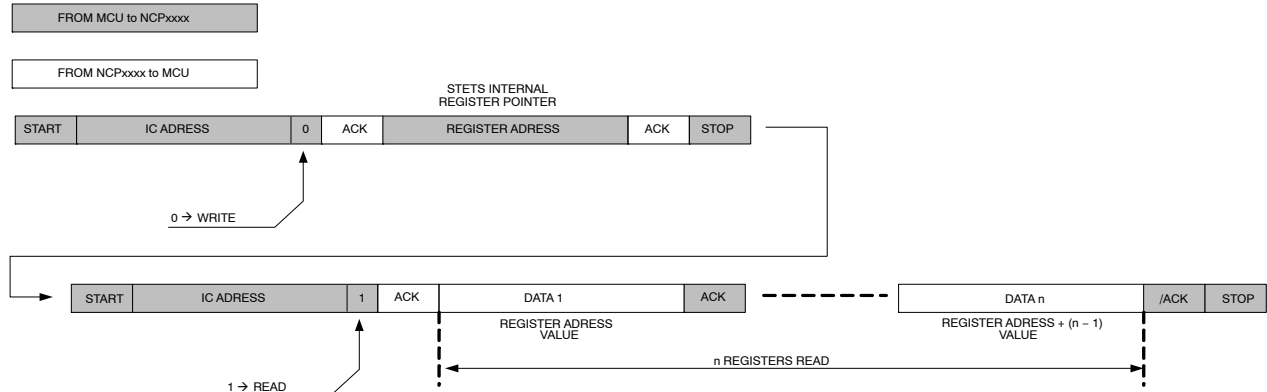 FROM MCU to NCPxxxx
FROM NCPxxxx to MCU
STETS INTERNAL
REGISTER POINTER
START IC ADRESS 0 ACK REGISTER ADRESS ACK STOP
0 → WRITE
START IC ADRESS 1 ACK DATA 1 ACK DATA n /ACK STOP
REGISTER ADRESS
VALUE
REGISTER ADRESS + (n − 1)
VALUE
n REGISTERS READ
1 → READ